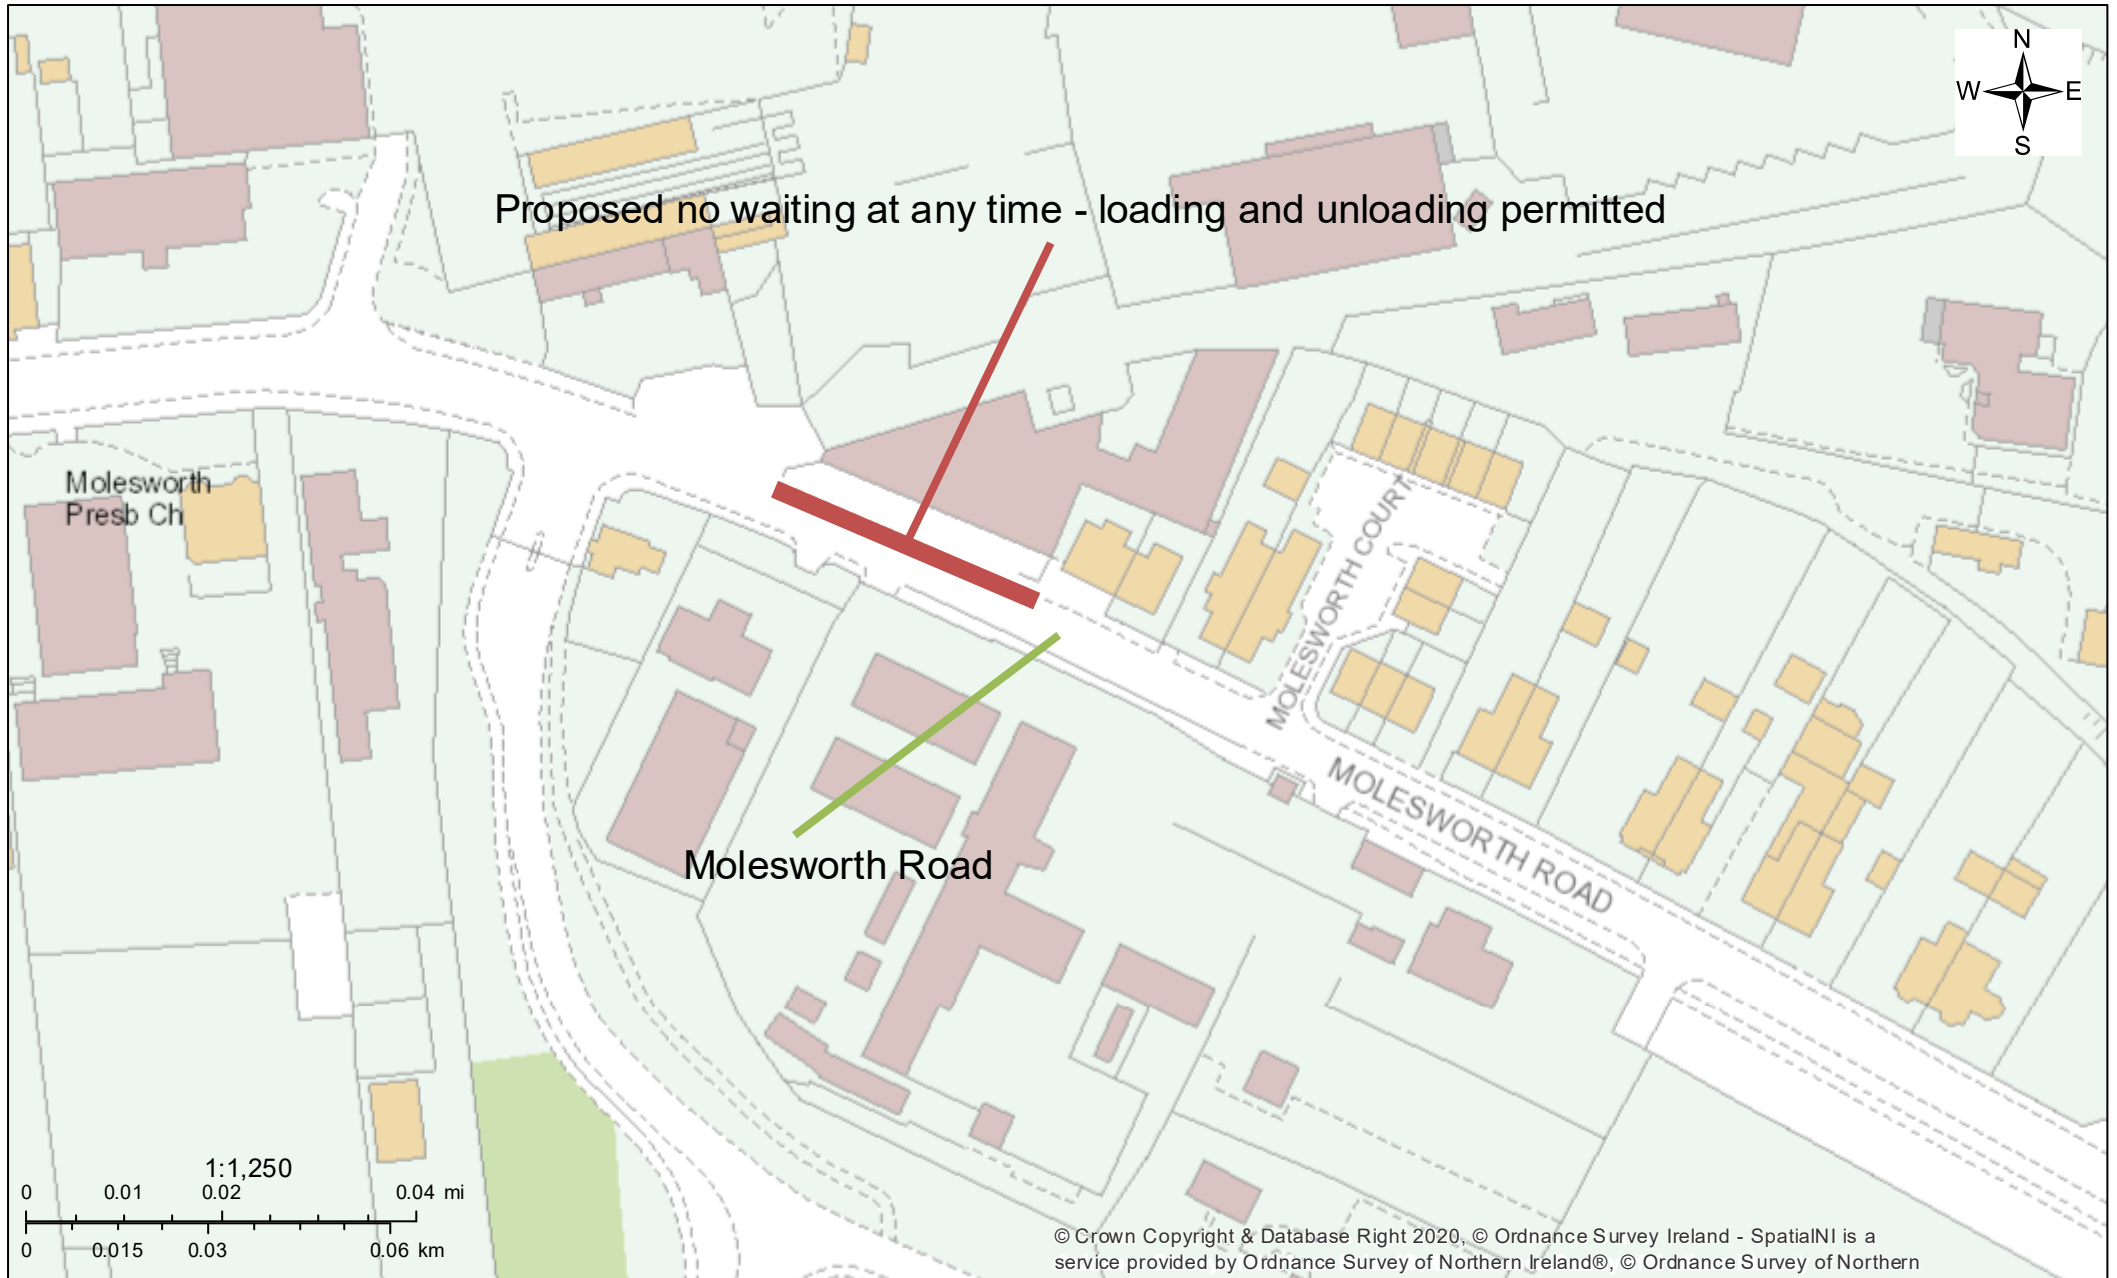 N
W E
S
Proposed no waiting at any time - loading and unloading permitted
Molesworth
Presb Ch
MOLESWORTH COURT
MOLESWORTH ROAD
Molesworth Road
1:1,250
0 0.01 0.02 0.04 mi
0 0.015 0.03 0.06 km
© Crown Copyright & Database Right 2020, © Ordnance Survey Ireland - SpatialNI is a
service provided by Ordnance Survey of Northern Ireland®, © Ordnance Survey of Northern